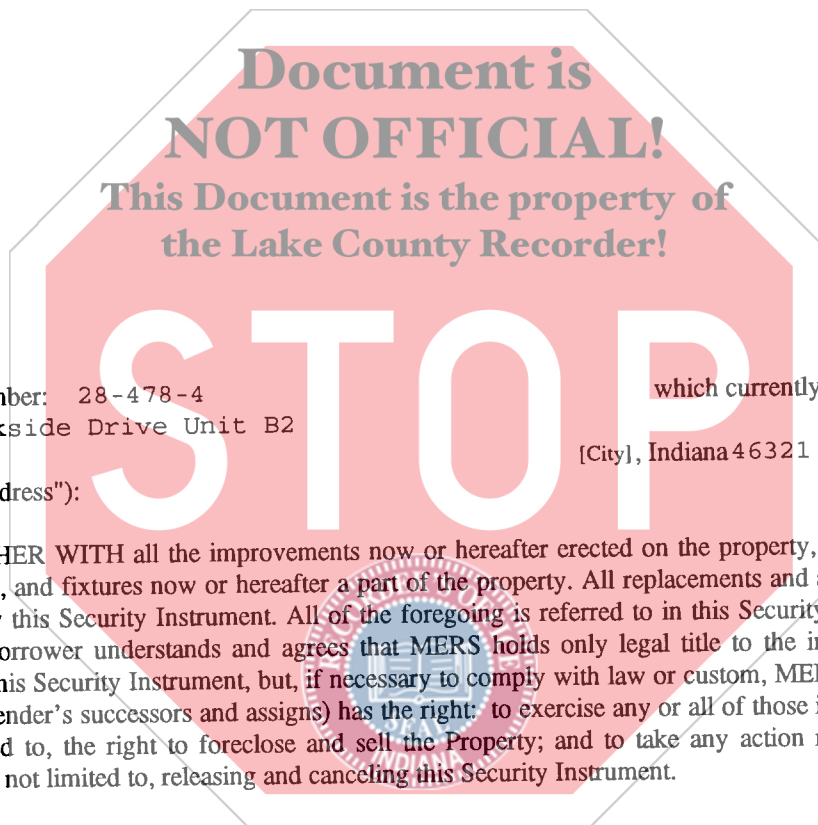 Document is
NOT OFFICIAL!
This Document is the property of
the Lake County Recorder!
STOP
mber: 28-478-4 which currently
kside Drive Unit B2
[City], Indiana 46321
dress"):
HER WITH all the improvements now or hereafter erected on the property,
, and fixtures now or hereafter a part of the property. All replacements and a
y this Security Instrument. All of the foregoing is referred to in this Security
orrower understands and agrees that MERS holds only legal title to the in
his Security Instrument, but, if necessary to comply with law or custom, MER
ender's successors and assigns) has the right: to exercise any or all of those i
d to, the right to foreclose and sell the Property; and to take any action r
not limited to, releasing and canceling this Security Instrument.
SEAL
INDIANA